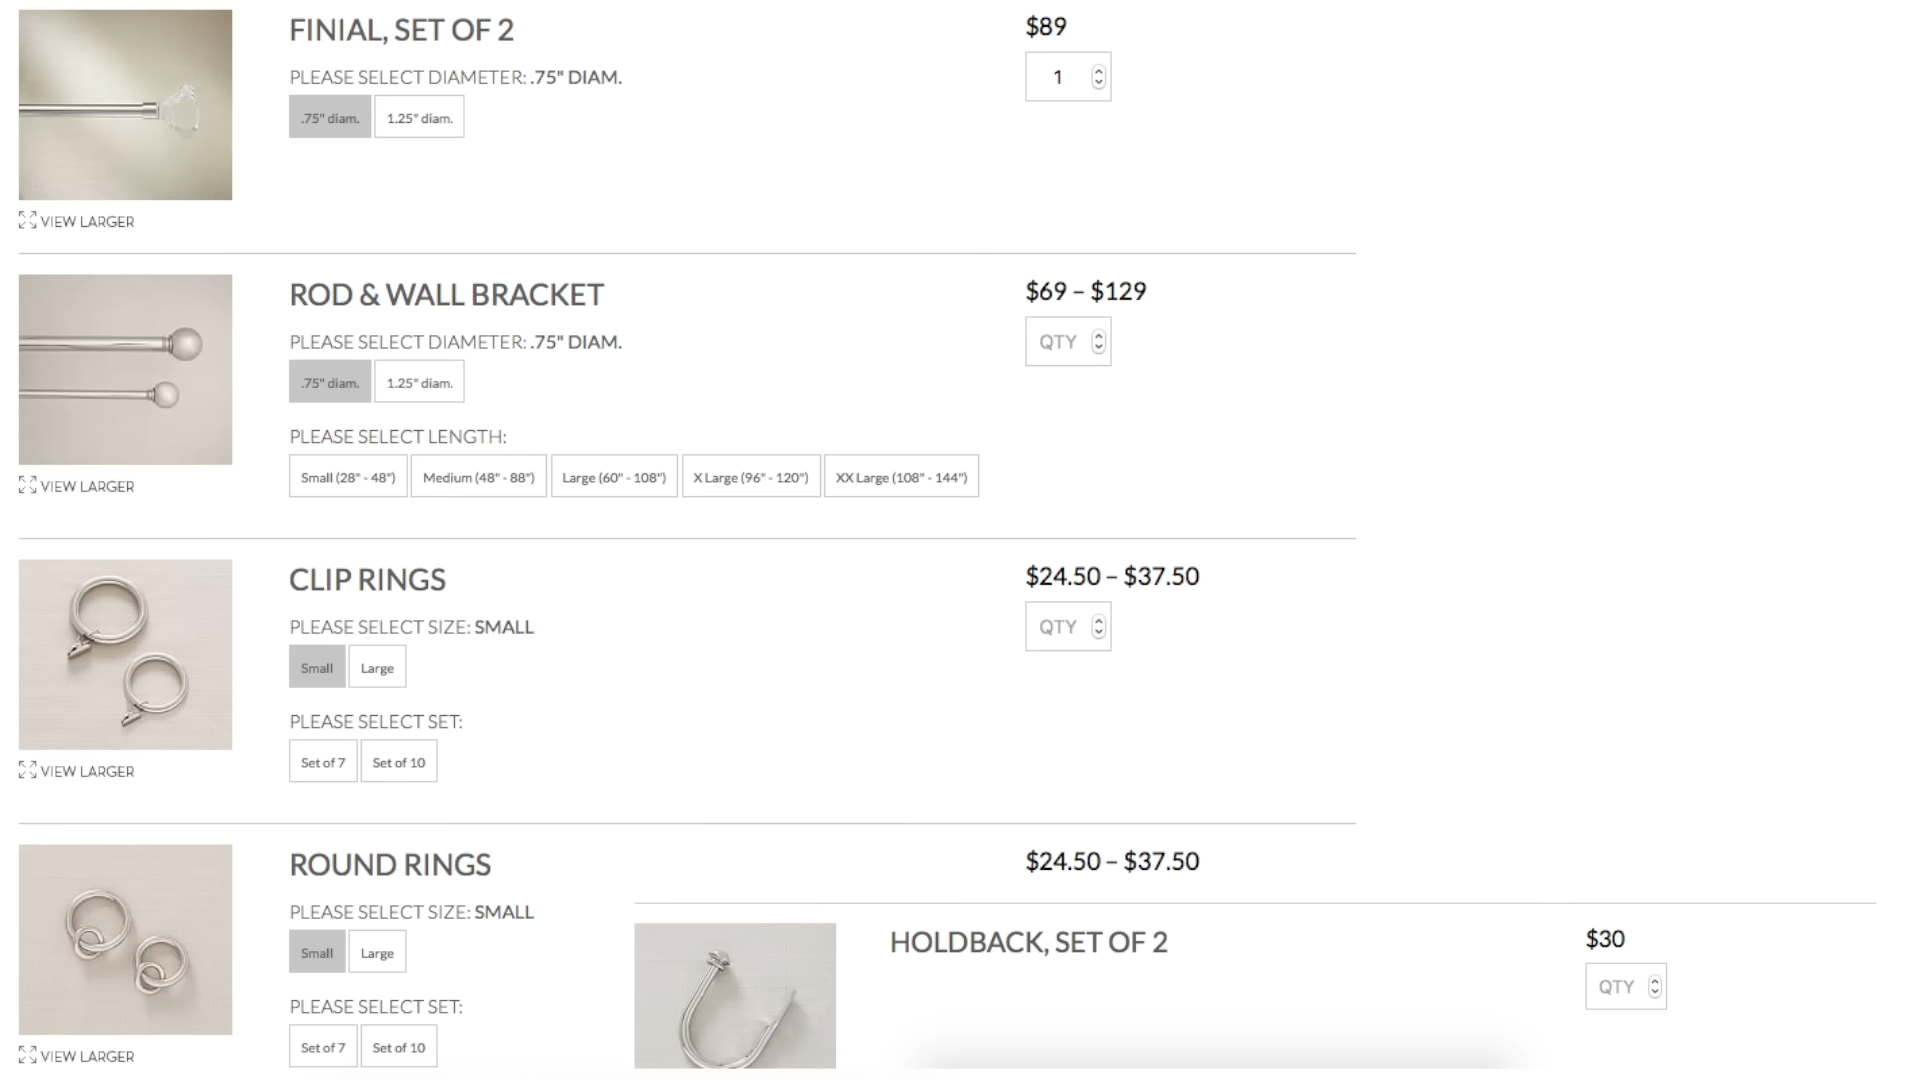 FINIAL, SET OF 2
$89
PLEASE SELECT DIAMETER: .75" DIAM.
1
.75" diam. 1.25" diam.
VIEW LARGER
ROD & WALL BRACKET
$69 – $129
PLEASE SELECT DIAMETER: .75" DIAM.
QTY
.75" diam. 1.25" diam.
PLEASE SELECT LENGTH:
Small (28" - 48") Medium (48" - 88") Large (60" - 108") X Large (96" - 120") XX Large (108" - 144")
VIEW LARGER
CLIP RINGS
$24.50 – $37.50
PLEASE SELECT SIZE: SMALL
QTY
Small Large
PLEASE SELECT SET:
Set of 7 Set of 10
VIEW LARGER
ROUND RINGS
$24.50 – $37.50
PLEASE SELECT SIZE: SMALL
Small Large
PLEASE SELECT SET:
Set of 7 Set of 10
VIEW LARGER
HOLDBACK, SET OF 2
$30
QTY